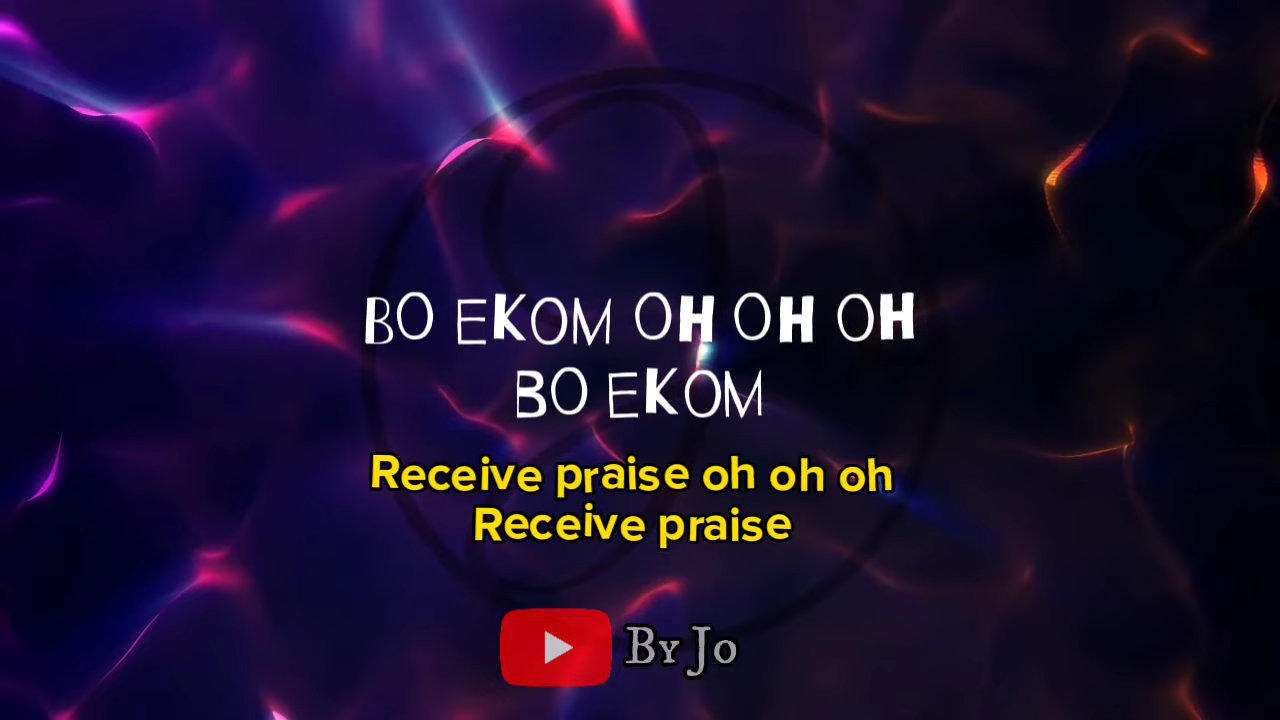 BO EKOM OH OH OH
BO EKOM
Receive praise oh oh oh
Receive praise
By Jo